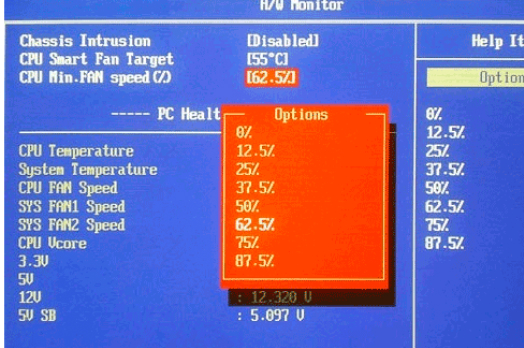 H/W Monitor
Chassis Intrusion [Disabled]
CPU Smart Fan Target [55°C]
CPU Min.FAN speed(%) [62.5%]
Help It
Option
----- PC Healt
Options
0%
12.5%
25%
37.5%
50%
62.5%
75%
87.5%
CPU Temperature
System Temperature
CPU FAN Speed
SYS FAN1 Speed
SYS FAN2 Speed
CPU Vcore
3.3V
5V
12V : 12.320 V
5V SB : 5.097 V
0%
12.5%
25%
37.5%
50%
62.5%
75%
87.5%